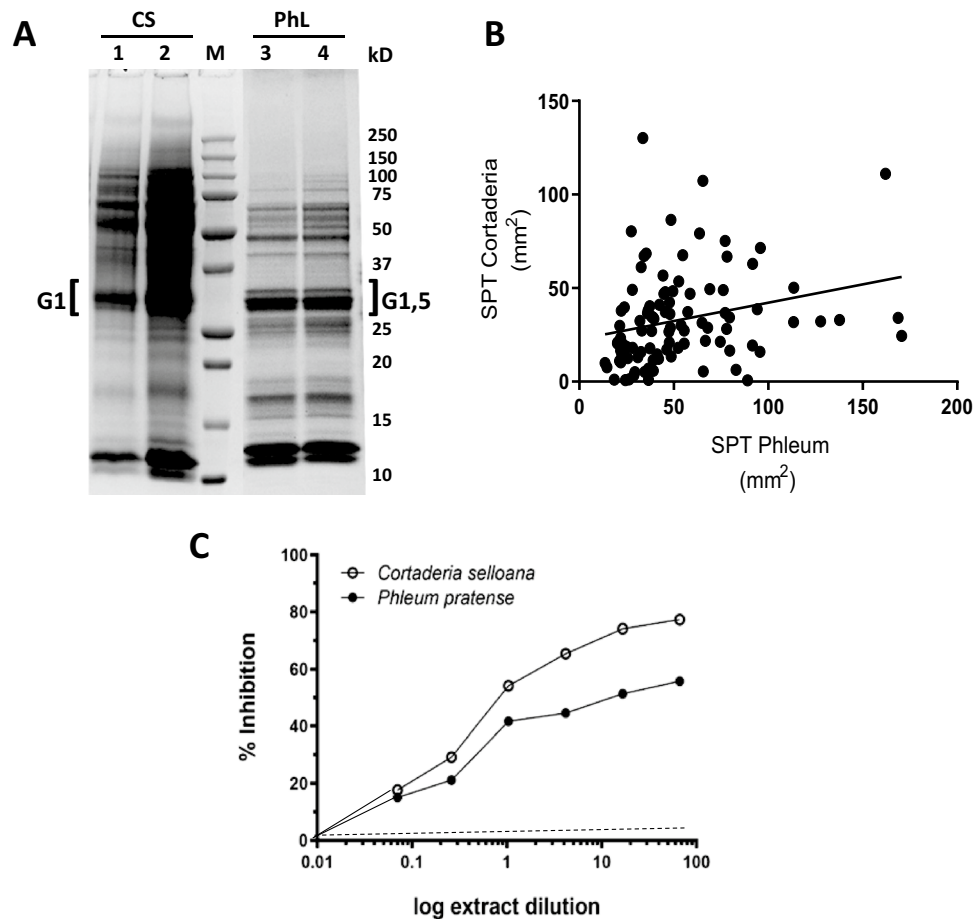 A
CS
PhL
1 2 M 3 4 kD
250
150
100
75
50
37
25
20
15
10
G1
G1,5
B
150
100
50
0
0 50 100 150 200
SPT Cortaderia
(mm2)
SPT Phleum
(mm2)
C
100
80
60
40
20
0
0.01 0.1 1 10 100
% Inhibition
Cortaderia selloana
Phleum pratense
log extract dilution